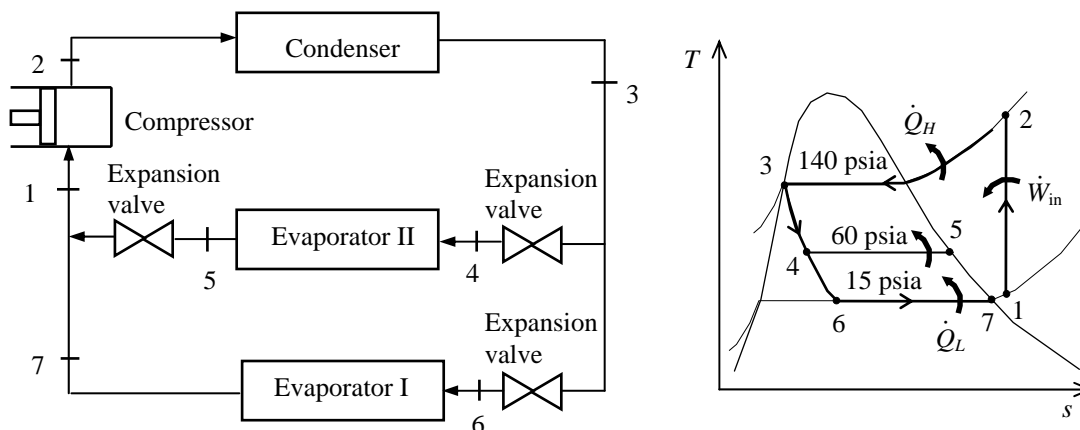 Condenser
2
3
Compressor
1
Expansion
valve
Expansion
valve
Evaporator II
5
4
Expansion
valve
7
Evaporator I
6
T
2
Q̇H
3
140 psia
Ẇin
60 psia
5
4
15 psia
6
7
1
Q̇L
s